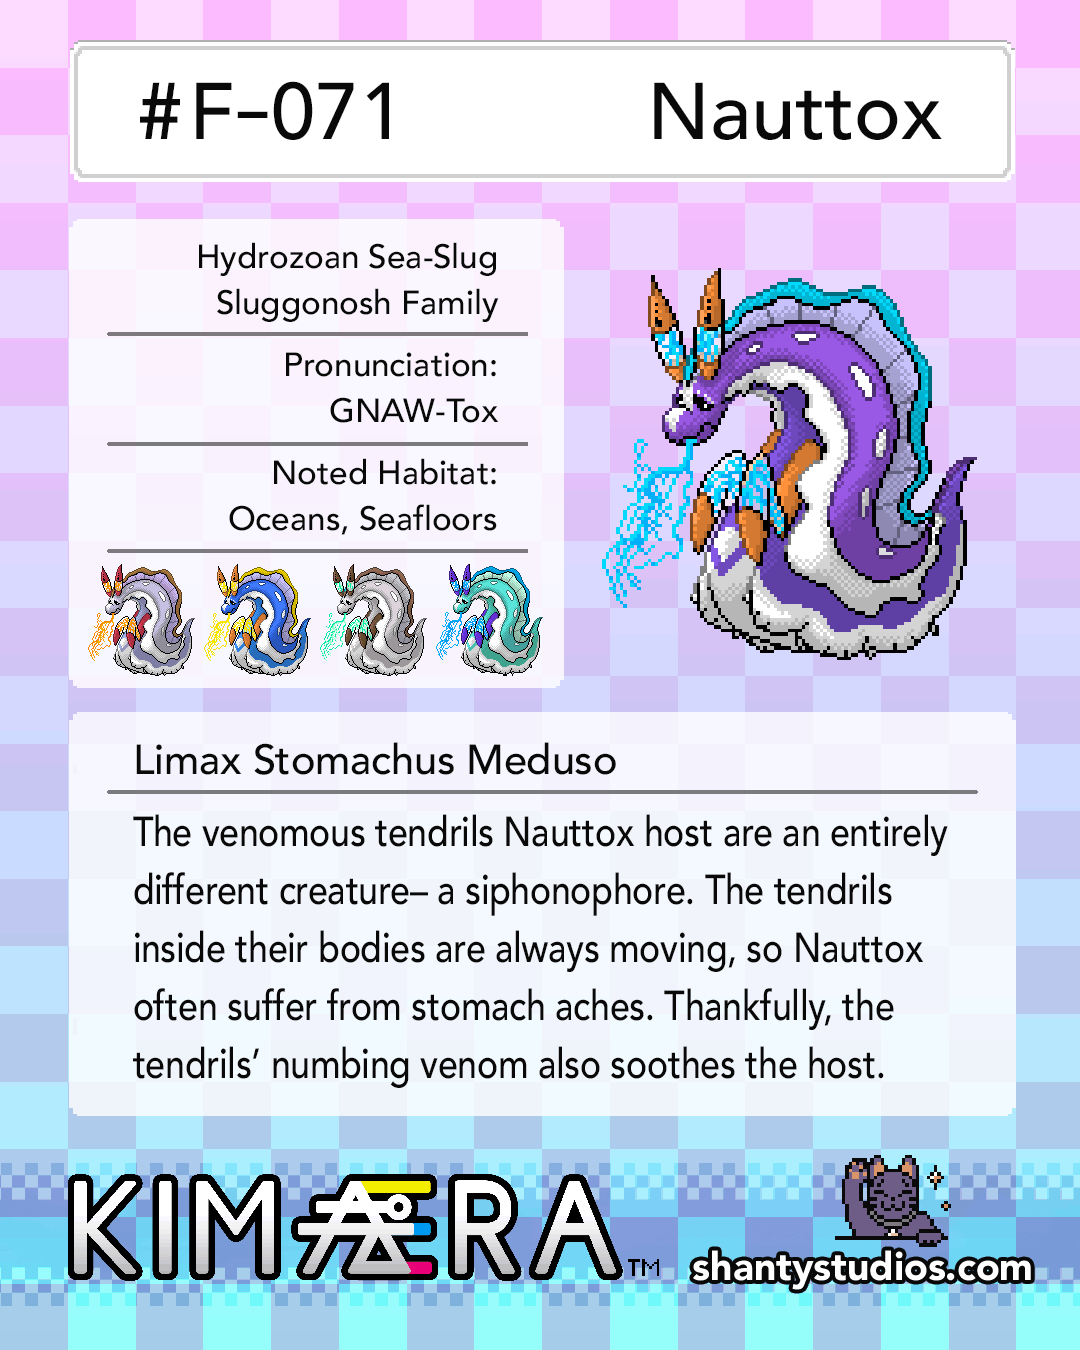 #F–071 Nauttox
Hydrozoan Sea-Slug
Sluggonosh Family
Pronunciation:
GNAW-Tox
Noted Habitat:
Oceans, Seafloors
Limax Stomachus Meduso
The venomous tendrils Nauttox host are an entirely
different creature– a siphonophore. The tendrils
inside their bodies are always moving, so Nauttox
often suffer from stomach aches. Thankfully, the
tendrils’ numbing venom also soothes the host.
KIMÆRA™
shantystudios.com